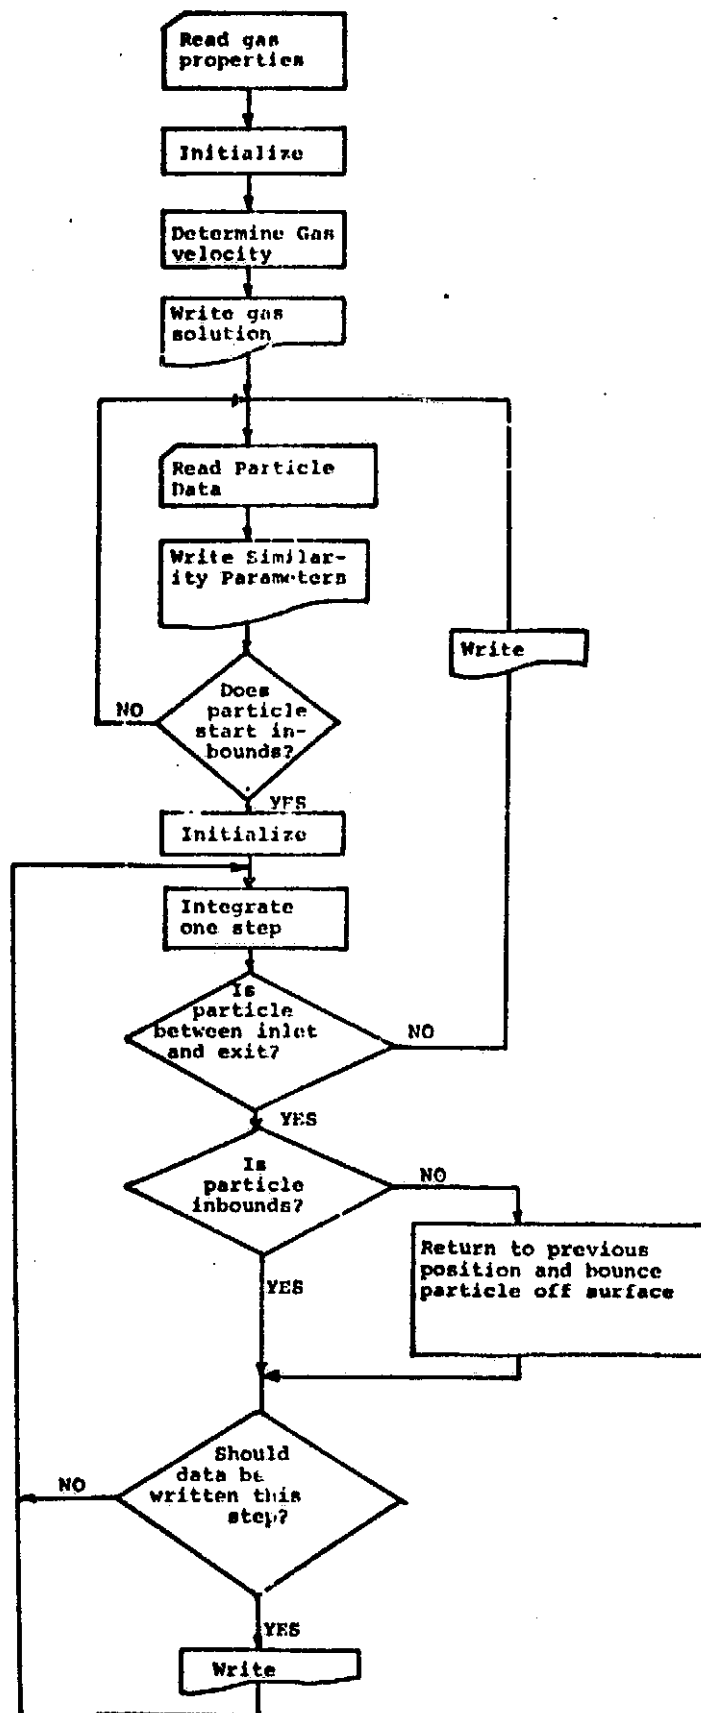 Read gas
properties
Initialize
Determine Gas
velocity
Write gas
solution
Read Particle
Data
Write Similar-
ity Parameters
Write
Does
particle
start in-
bounds?
NO
YES
Initialize
Integrate
one step
Is
particle
between inlet
and exit?
NO
YES
Is
particle
inbounds?
NO
Return to previous
position and bounce
particle off surface
YES
Should
data be
written this
step?
NO
YES
Write